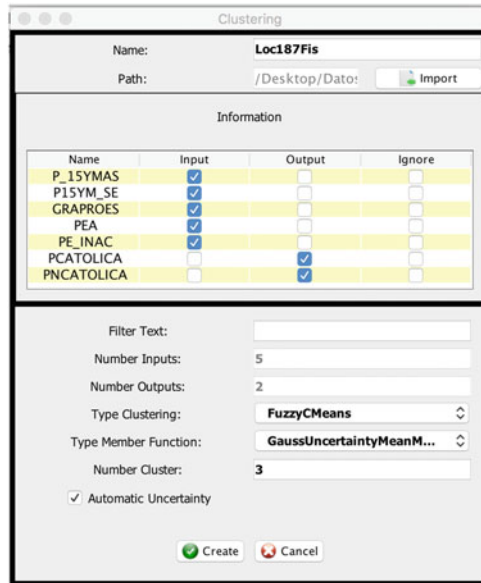 Clustering
Name: Loc187Fis
Path: /Desktop/Dato: Import
Information
Name Input Output Ignore
P_15YMAS
P15YM_SE
GRAPROES
PEA
PE_INAC
PCATOLICA
PNCATOLICA
Filter Text:
Number Inputs: 5
Number Outputs: 2
Type Clustering: FuzzyCMeans
Type Member Function: GaussUncertaintyMeanM...
Number Cluster: 3
Automatic Uncertainty
Create Cancel